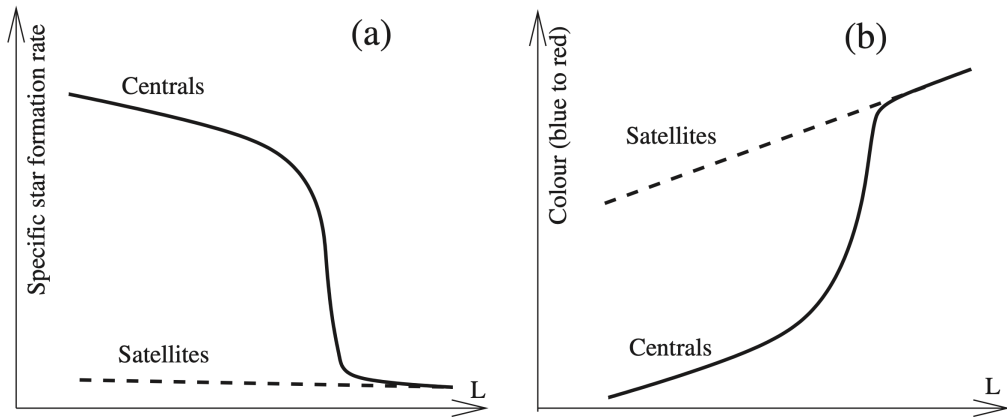 (a)
Specific star formation rate
Centrals
Satellites
L
(b)
Colour (blue to red)
Satellites
Centrals
L